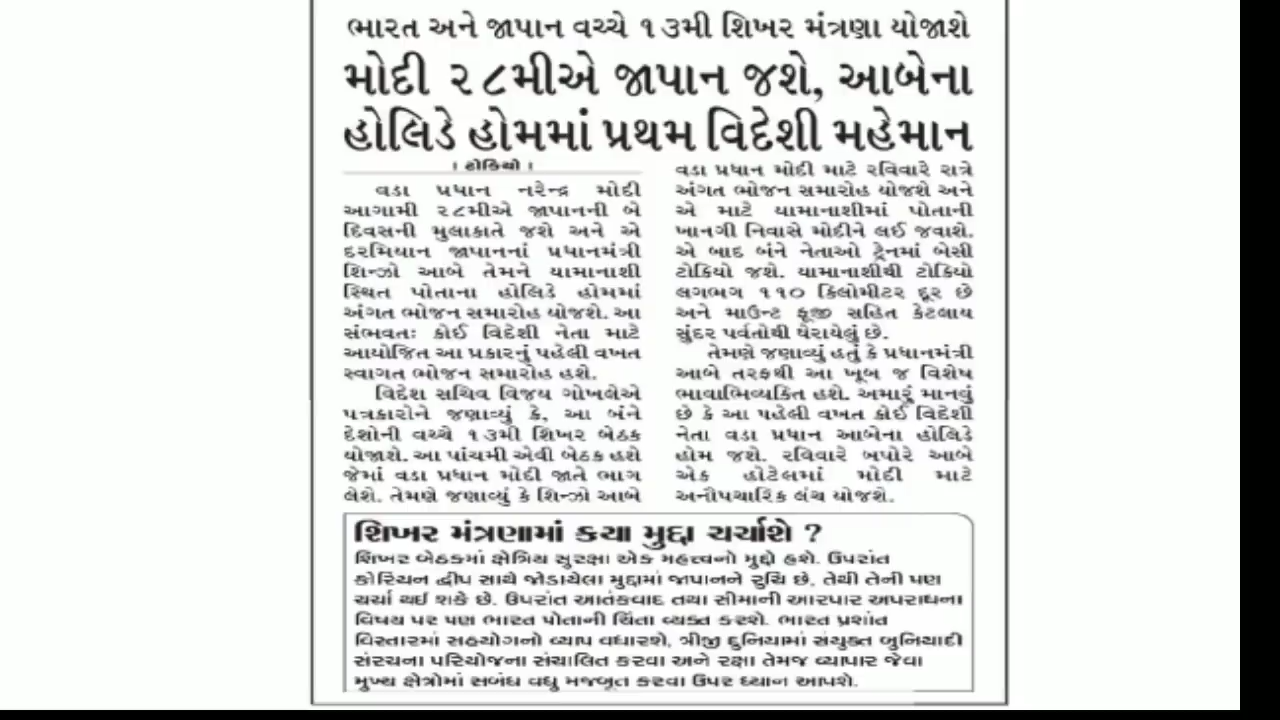 ભારત અને જાપાન વચ્ચે ૧૩મી શિખર મંત્રણા યોજાશે
મોદી ૨૮મીએ જાપાન જશે, આબેના
હોલિડે હોમમાં પ્રથમ વિદેશી મહેમાન
। ટોકિયો ।
વડા પ્રધાન નરેન્દ્ર મોદી
આગામી ૨૮મીએ જાપાનની બે
દિવસની મુલાકાતે જશે અને એ
દરમિયાન જાપાનનાં પ્રધાનમંત્રી
શિન્ઝો આબે તેમને યામાનાશી
સ્થિત પોતાના હોલિડે હોમમાં
અંગત ભોજન સમારોહ યોજશે. આ
સંભવતઃ કોઈ વિદેશી નેતા માટે
આયોજિત આ પ્રકારનું પહેલી વખત
સ્વાગત ભોજન સમારોહ હશે.
વિદેશ સચિવ વિજય ગોખલેએ
પત્રકારોને જણાવ્યું કે, આ બંને
દેશોની વચ્ચે ૧૩મી શિખર બેઠક
યોજાશે. આ પાંચમી એવી બેઠક હશે
જેમાં વડા પ્રધાન મોદી જાતે ભાગ
લેશે. તેમણે જણાવ્યું કે શિન્ઝો આબે
વડા પ્રધાન મોદી માટે રવિવારે રાત્રે
અંગત ભોજન સમારોહ યોજશે અને
એ માટે યામાનાશીમાં પોતાની
ખાનગી નિવાસે મોદીને લઈ જવાશે.
એ બાદ બંને નેતાઓ ટ્રેનમાં બેસી
ટોકિયો જશે. યામાનાશીથી ટોકિયો
લગભગ ૧૧૦ કિલોમીટર દૂર છે
અને માઉન્ટ ફૂજી સહિત કેટલાય
સુંદર પર્વતોથી ઘેરાયેલું છે.
તેમણે જણાવ્યું હતું કે પ્રધાનમંત્રી
આબે તરફથી આ ખૂબ જ વિશેષ
ભાવાભિવ્યકિત હશે. અમારું માનવું
છે કે આ પહેલી વખત કોઈ વિદેશી
નેતા વડા પ્રધાન આબેના હોલિડે
હોમ જશે. રવિવારે બપોરે આબે
એક હોટેલમાં મોદી માટે
અનૌપચારિક લંચ યોજશે.
શિખર મંત્રણામાં કયા મુદ્દા ચર્ચાશે ?
શિખર બેઠકમાં ક્ષેત્રિય સુરક્ષા એક મહત્ત્વનો મુદ્દો હશે. ઉપરાંત
કોરિયન દ્વીપ સાથે જોડાયેલા મુદ્દામાં જાપાનને રુચિ છે, તેથી તેની પણ
ચર્ચા થઈ શકે છે. ઉપરાંત આતંકવાદ તથા સીમાની આરપાર અપરાધના
વિષય પર પણ ભારત પોતાની ચિંતા વ્યક્ત કરશે. ભારત પ્રશાંત
વિસ્તારમાં સહયોગનો વ્યાપ વધારશે, ત્રીજી દુનિયામાં સંયુક્ત બુનિયાદી
સંરચના પરિયોજના સંચાલિત કરવા અને રક્ષા તેમજ વ્યાપાર જેવા
મુખ્ય ક્ષેત્રોમાં સબંધ વધુ મજબૂત કરવા ઉપર ધ્યાન આપશે.